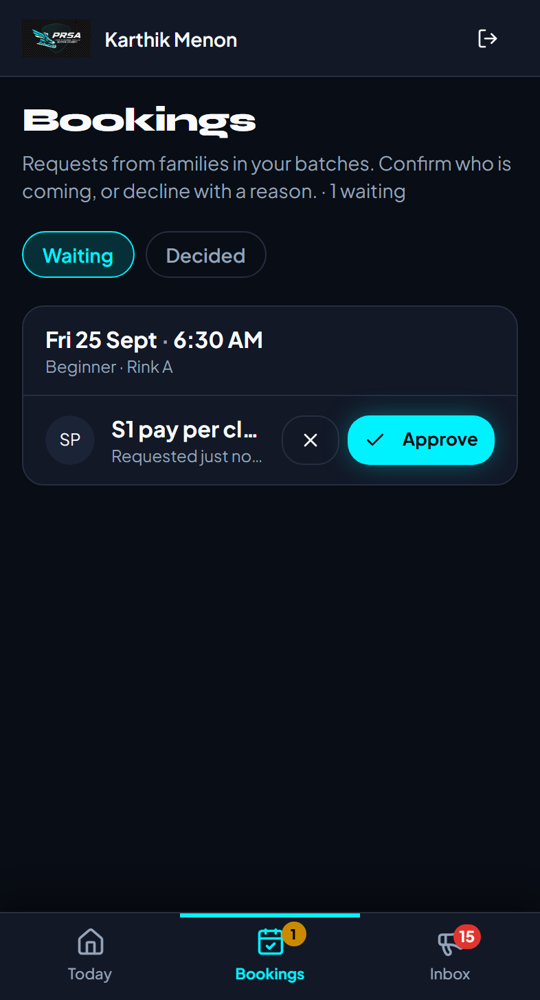 PRSA
Karthik Menon
Bookings
Requests from families in your batches. Confirm who is
coming, or decline with a reason. · 1 waiting
Waiting
Decided
Fri 25 Sept · 6:30 AM
Beginner · Rink A
SP
S1 pay per cl...
Requested just no...
Approve
1
15
Today
Bookings
Inbox